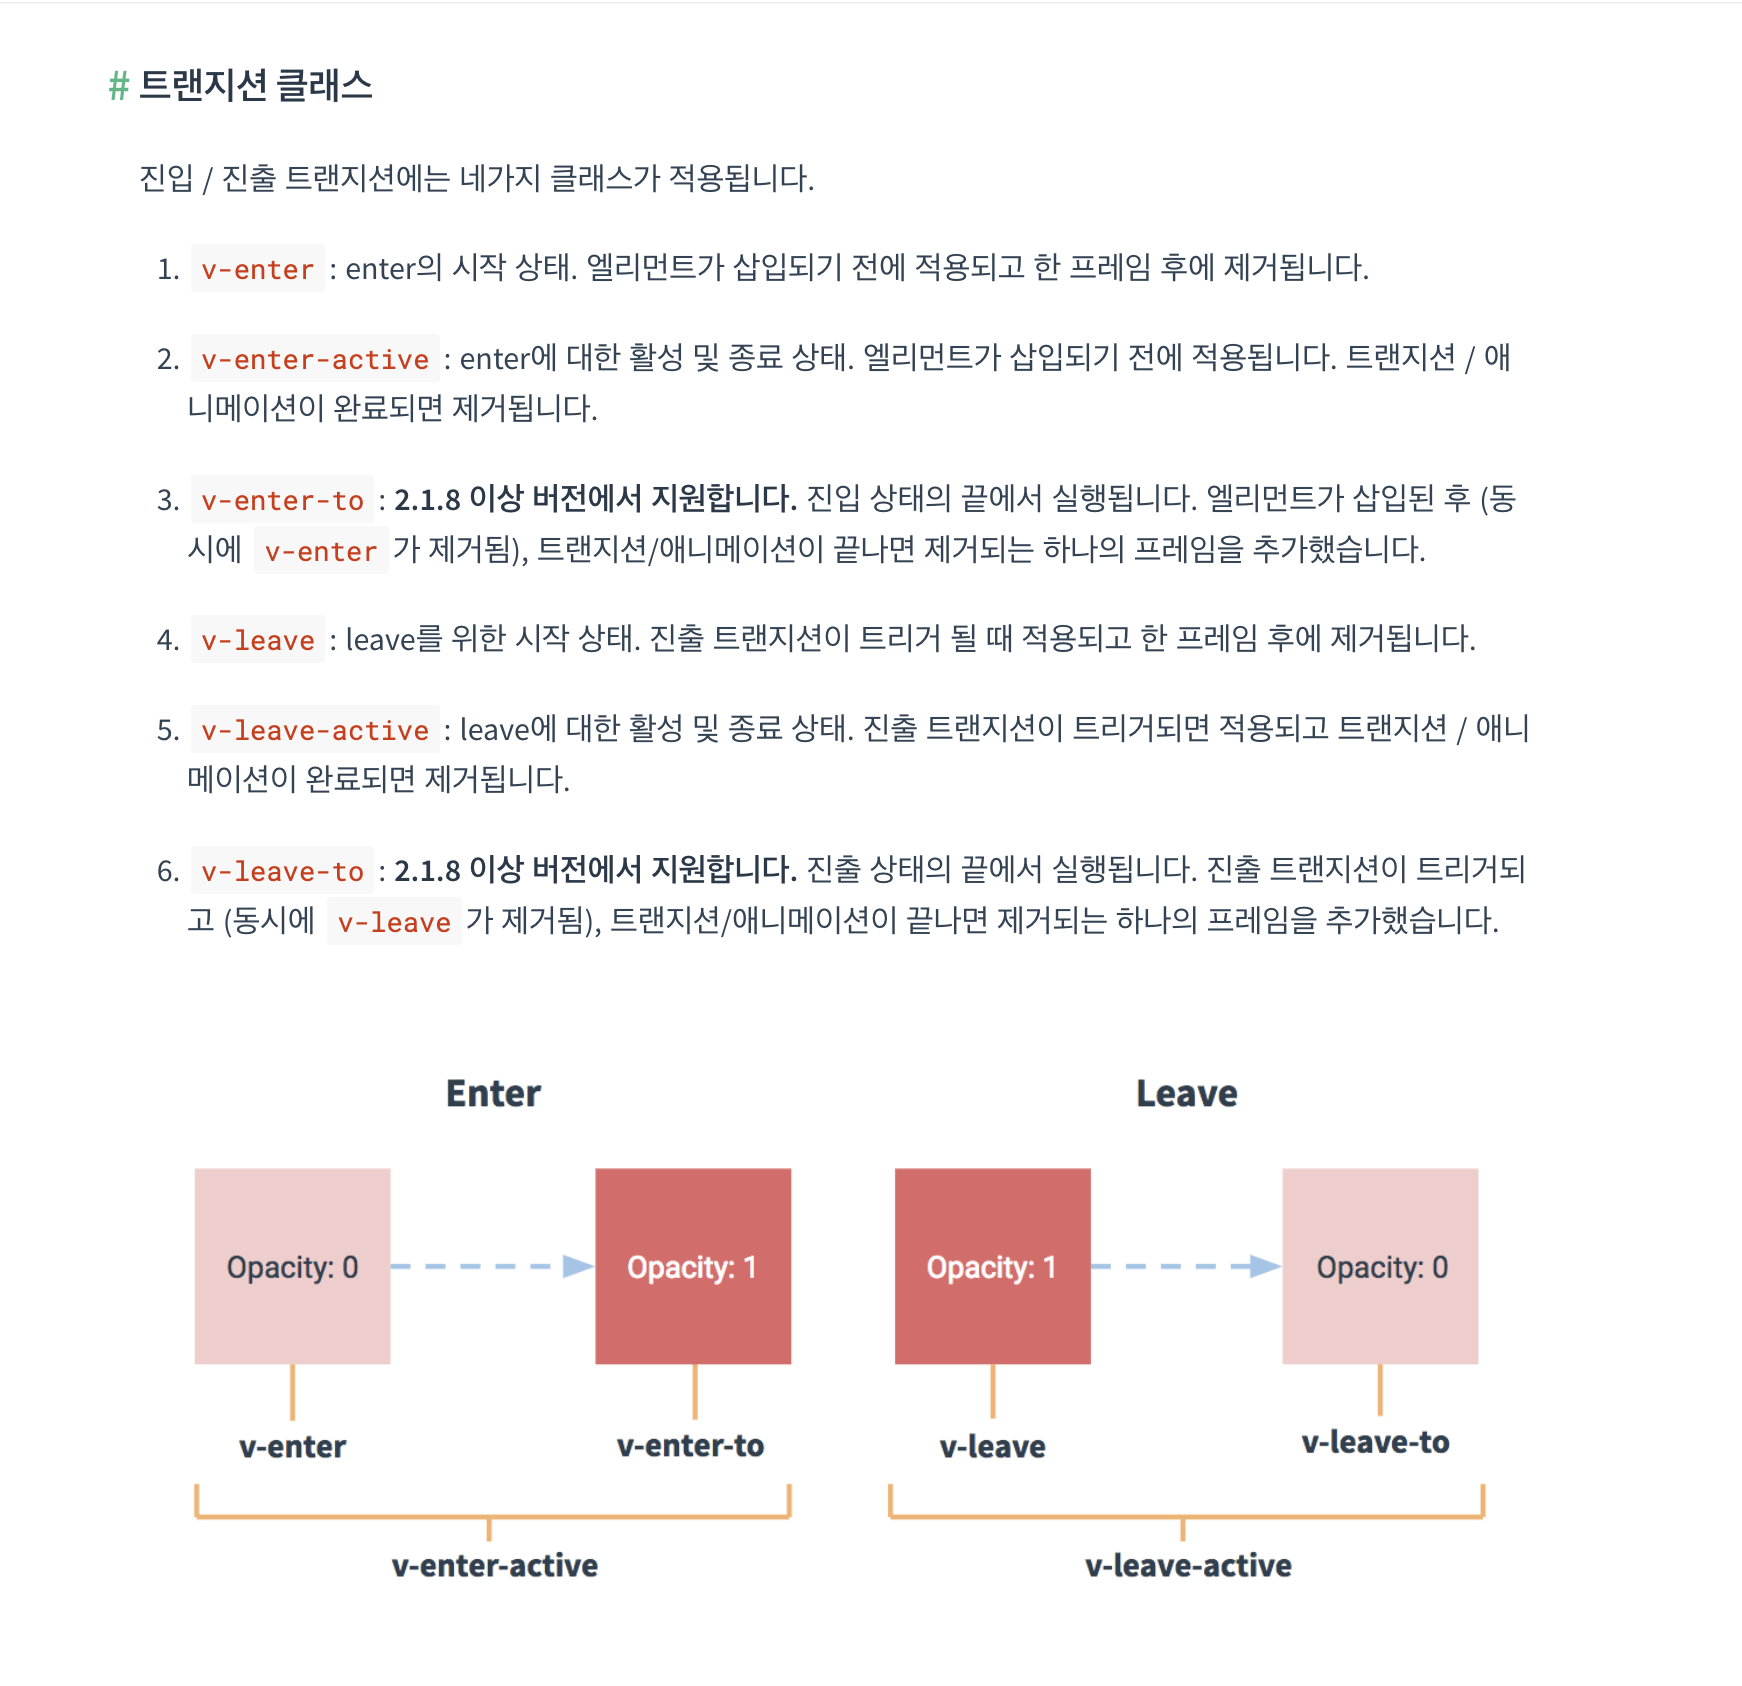 # 트랜지션 클래스
진입 / 진출 트랜지션에는 네가지 클래스가 적용됩니다.
1. v-enter : enter의 시작 상태. 엘리먼트가 삽입되기 전에 적용되고 한 프레임 후에 제거됩니다.
2. v-enter-active : enter에 대한 활성 및 종료 상태. 엘리먼트가 삽입되기 전에 적용됩니다. 트랜지션 / 애
니메이션이 완료되면 제거됩니다.
3. v-enter-to : 2.1.8 이상 버전에서 지원합니다. 진입 상태의 끝에서 실행됩니다. 엘리먼트가 삽입된 후 (동
시에 v-enter 가 제거됨), 트랜지션/애니메이션이 끝나면 제거되는 하나의 프레임을 추가했습니다.
4. v-leave : leave를 위한 시작 상태. 진출 트랜지션이 트리거 될 때 적용되고 한 프레임 후에 제거됩니다.
5. v-leave-active : leave에 대한 활성 및 종료 상태. 진출 트랜지션이 트리거되면 적용되고 트랜지션 / 애니
메이션이 완료되면 제거됩니다.
6. v-leave-to : 2.1.8 이상 버전에서 지원합니다. 진출 상태의 끝에서 실행됩니다. 진출 트랜지션이 트리거되
고 (동시에 v-leave 가 제거됨), 트랜지션/애니메이션이 끝나면 제거되는 하나의 프레임을 추가했습니다.
Enter
Opacity: 0
Opacity: 1
v-enter
v-enter-to
v-enter-active
Leave
Opacity: 1
Opacity: 0
v-leave
v-leave-to
v-leave-active